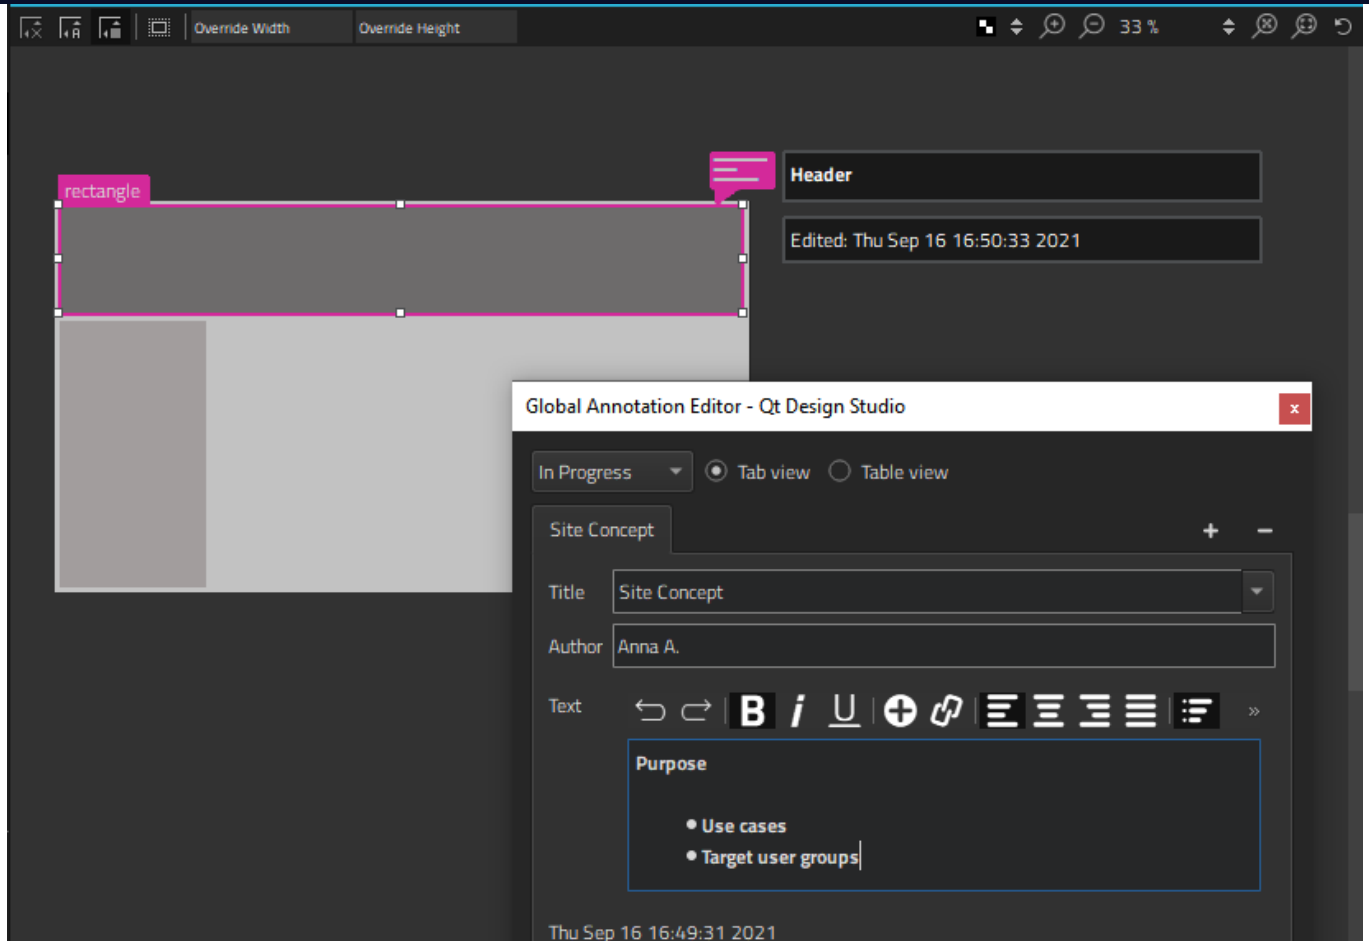 Override Width
Override Height
33 %
rectangle
Header
Edited: Thu Sep 16 16:50:33 2021
Global Annotation Editor - Qt Design Studio
x
In Progress
Tab view
Table view
Site Concept
Title
Site Concept
Author
Anna A.
Text
B i U
Purpose
• Use cases
• Target user groups
Thu Sep 16 16:49:31 2021